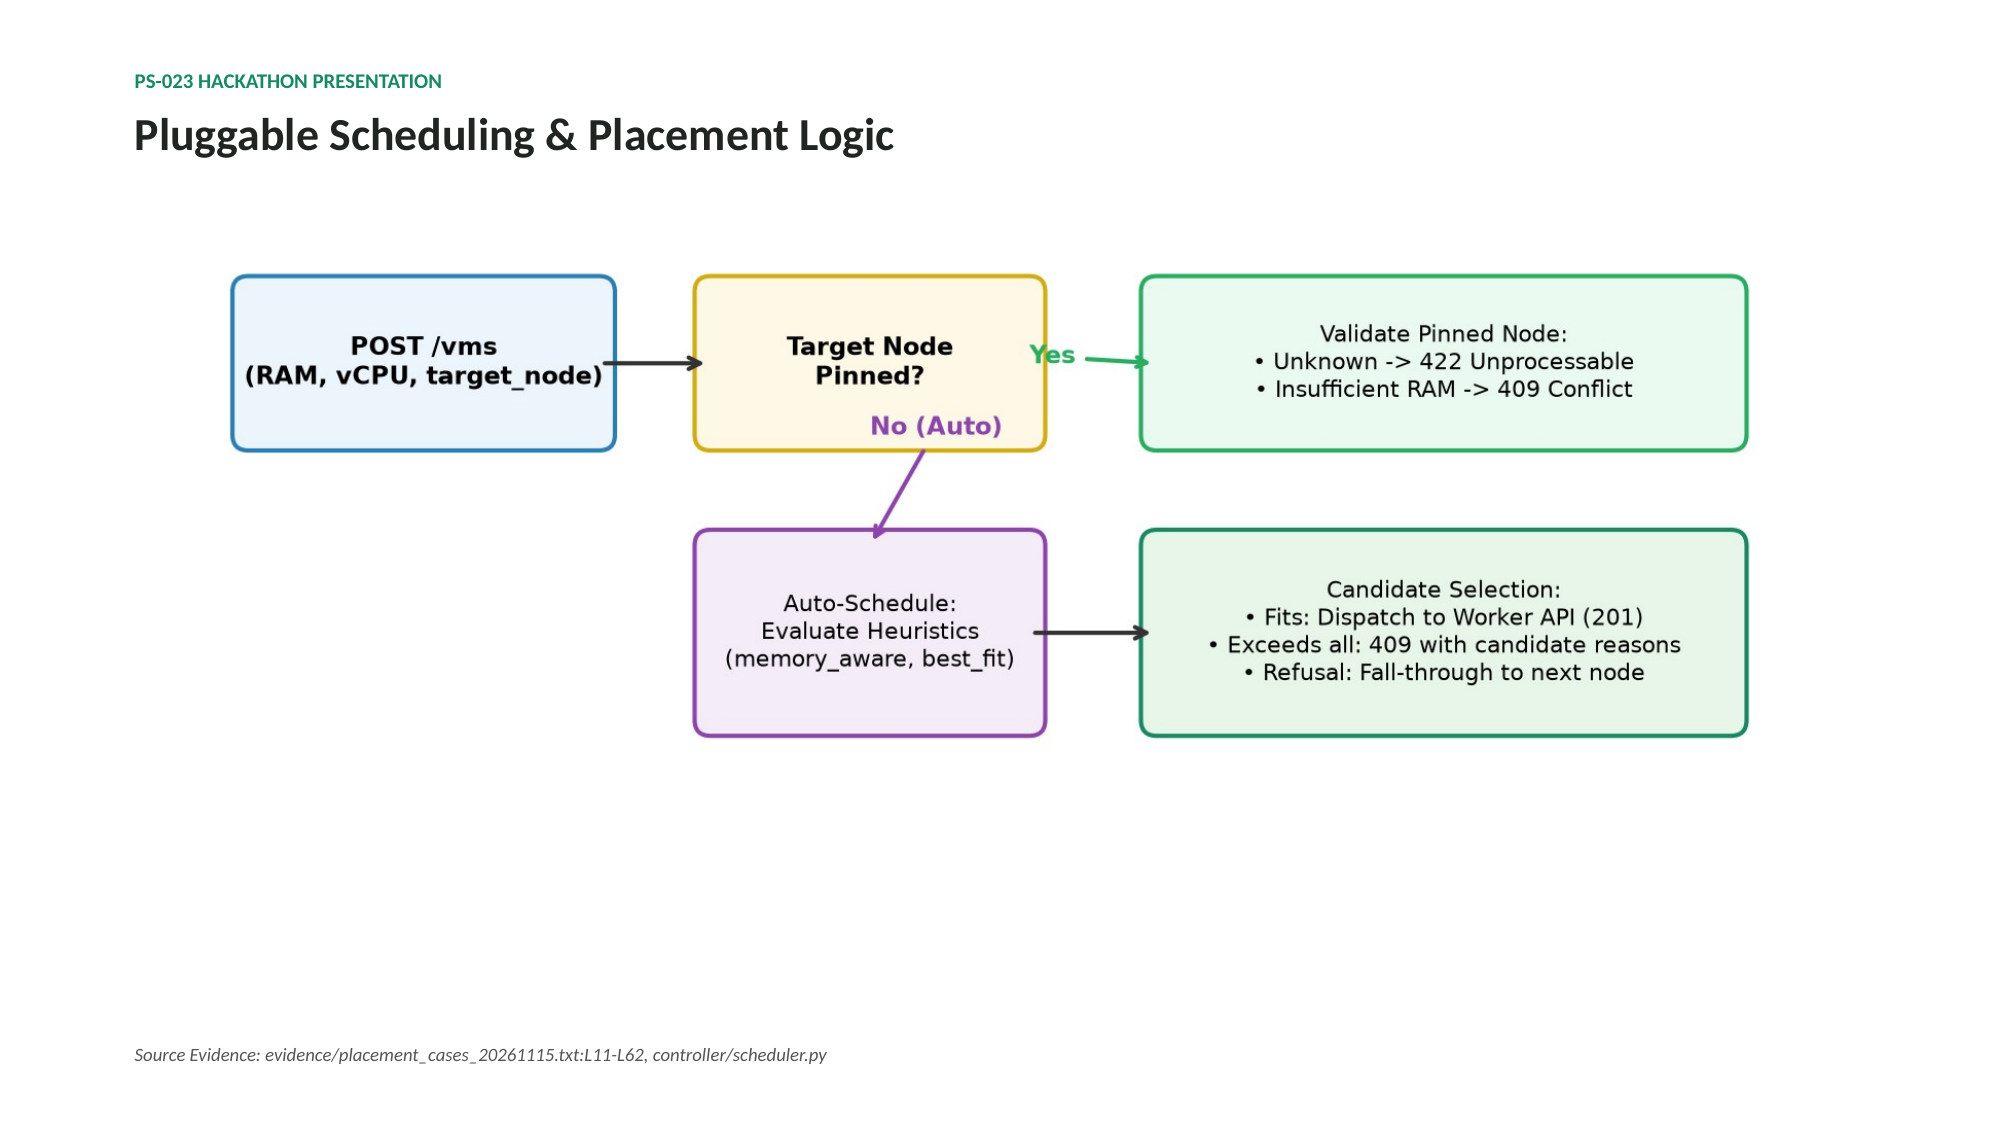 PS-023 HACKATHON PRESENTATION
Pluggable Scheduling & Placement Logic
POST /vms
(RAM, vCPU, target_node)
Target Node
Pinned?
Yes
No (Auto)
Validate Pinned Node:
• Unknown -> 422 Unprocessable
• Insufficient RAM -> 409 Conflict
Auto-Schedule:
Evaluate Heuristics
(memory_aware, best_fit)
Candidate Selection:
• Fits: Dispatch to Worker API (201)
• Exceeds all: 409 with candidate reasons
• Refusal: Fall-through to next node
Source Evidence: evidence/placement_cases_20261115.txt:L11-L62, controller/scheduler.py